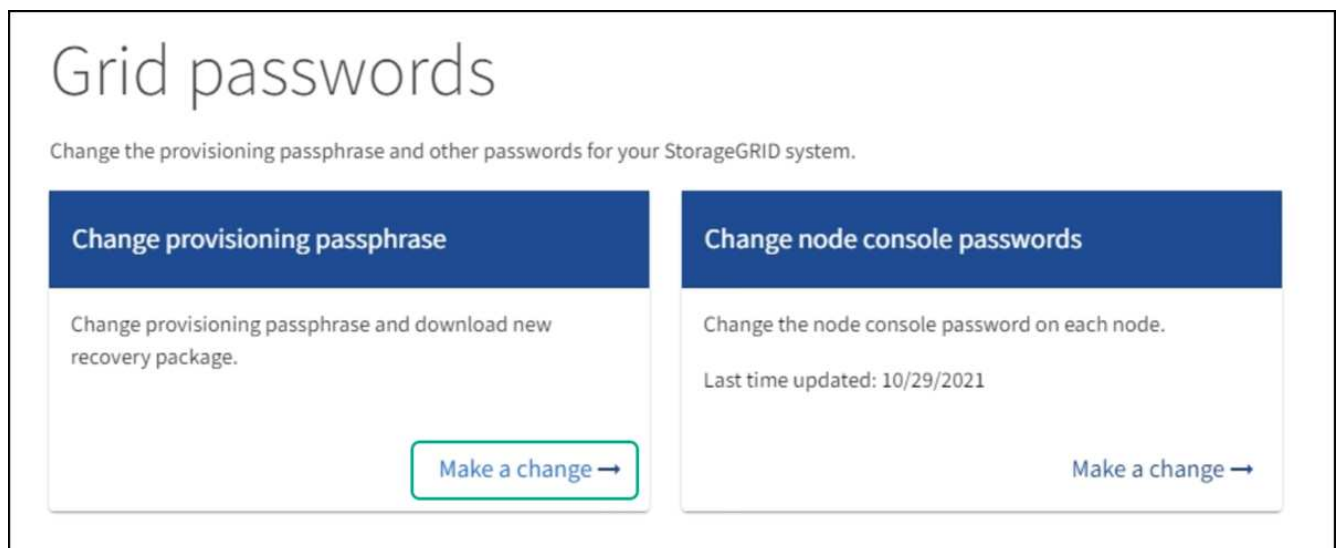 Grid passwords
Change the provisioning passphrase and other passwords for your StorageGRID system.
Change provisioning passphrase
Change provisioning passphrase and download new
recovery package.
Make a change →
Change node console passwords
Change the node console password on each node.
Last time updated: 10/29/2021
Make a change →